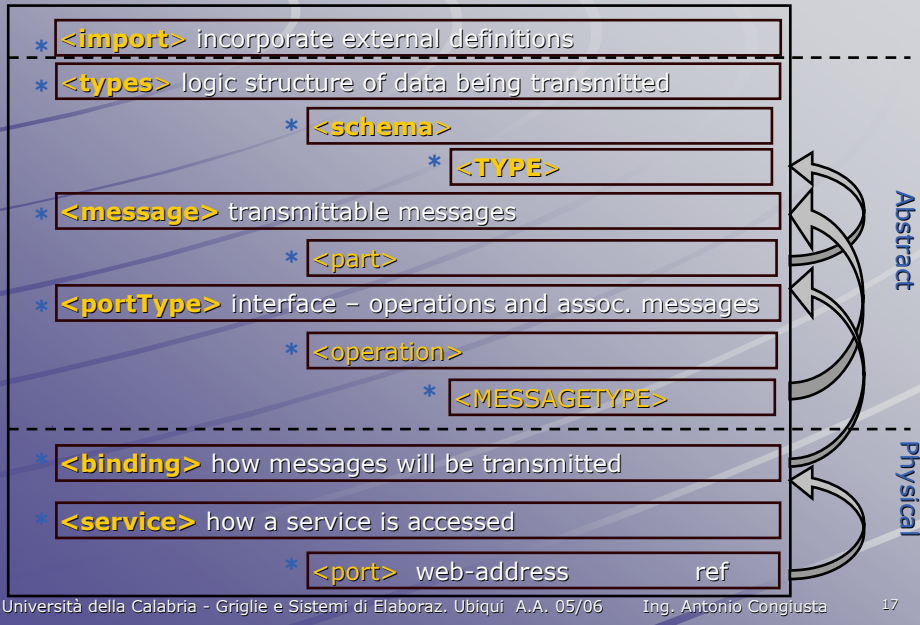 * <import> incorporate external definitions
* <types> logic structure of data being transmitted
* <schema>
* <TYPE>
* <message> transmittable messages
* <part>
* <portType> interface – operations and assoc. messages
* <operation>
* <MESSAGETYPE>
Abstract
* <binding> how messages will be transmitted
* <service> how a service is accessed
* <port> web-address ref
Physical
Università della Calabria - Griglie e Sistemi di Elaboraz. Ubiqui A.A. 05/06 Ing. Antonio Congiusta 17